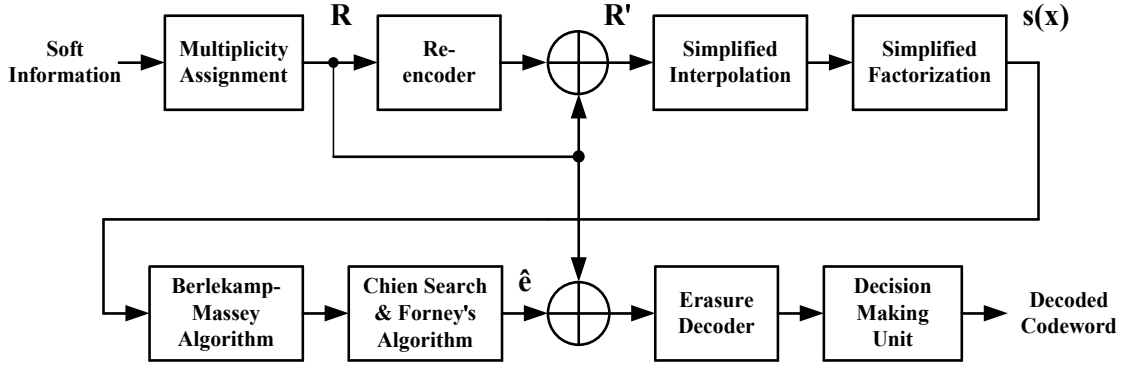 R
R'
s(x)
Soft
Information
Multiplicity
Assignment
Re-
encoder
Simplified
Interpolation
Simplified
Factorization
Berlekamp-
Massey
Algorithm
Chien Search
& Forney's
Algorithm
ê
Erasure
Decoder
Decision
Making
Unit
Decoded
Codeword